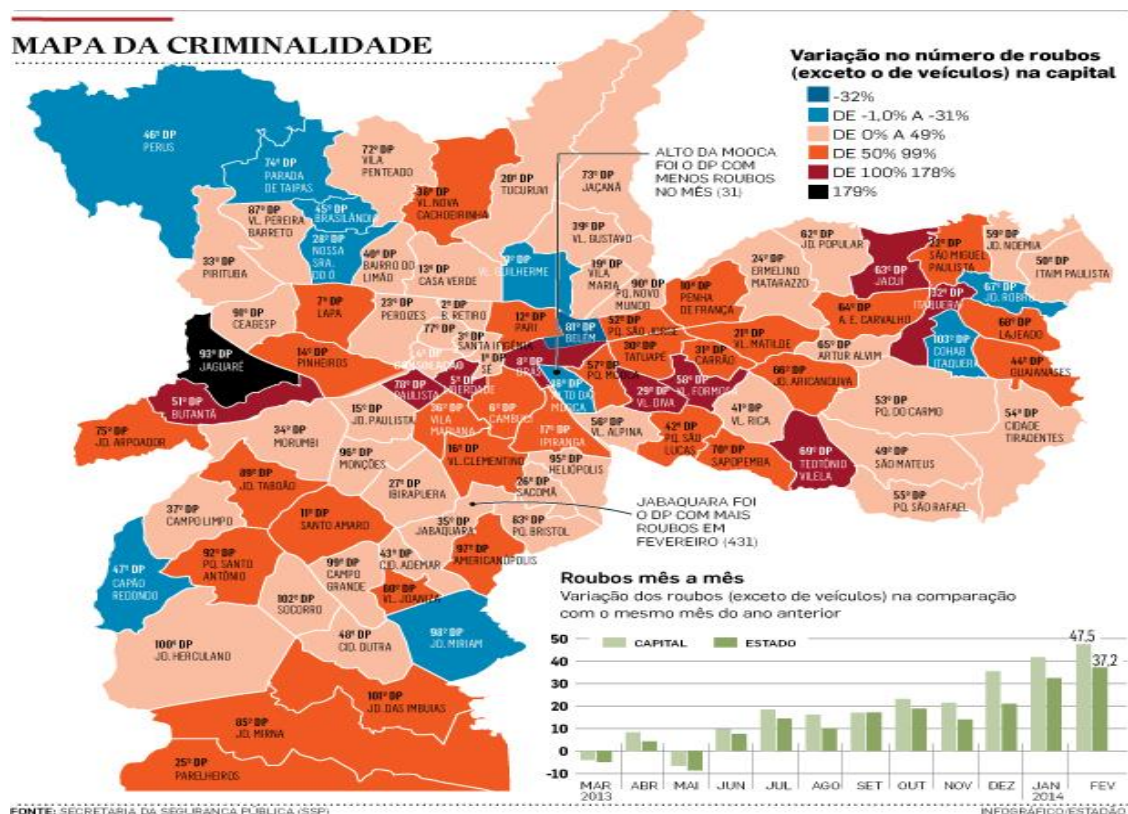 MAPA DA CRIMINALIDADE
Variação no número de roubos
(exceto o de veículos) na capital
-32%
DE -1,0% A -31%
DE 0% A 49%
DE 50% 99%
DE 100% 178%
179%
ALTO DA MOOCA
FOI O DP COM
MENOS ROUBOS
NO MÊS (31)
46º DP
PERUS
74º DP
PARADA
DE TAIPAS
72º DP
VILA
PENTEADO
38º DP
VL. NOVA
CACHOEIRINHA
20º DP
TUCURUVI
73º DP
JAÇANÃ
87º DP
VL. PEREIRA
BARRETO
45º DP
BRASILÂNDIA
28º DP
NOSSA
SRA.
DO Ó
33º DP
PIRITUBA
40º DP
BAIRRO DO
LIMÃO
13º DP
CASA VERDE
9º DP
VL. GUILHERME
39º DP
VL. GUSTAVO
19º DP
VILA
MARIA
90º DP
PQ. NOVO
MUNDO
10º DP
PENHA
DE FRANÇA
24º DP
ERMELINO
MATARAZZO
62º DP
JD. POPULAR
63º DP
JACUÍ
22º DP
SÃO MIGUEL
PAULISTA
59º DP
JD. NOEMIA
50º DP
ITAIM PAULISTA
32º DP
ITAQUERA
67º DP
JD. ROBRU
91º DP
CEABESP
7º DP
LAPA
23º DP
PERDIZES
2º DP
B. RETIRO
12º DP
PARI
81º DP
BELÉM
52º DP
PQ. SÃO JORGE
21º DP
VL. MATILDE
64º DP
A. E. CARVALHO
65º DP
ARTUR ALVIM
103º DP
COHAB
ITAQUERA
68º DP
LAJEADO
44º DP
GUAIANASES
93º DP
JAGUARÉ
14º DP
PINHEIROS
77º DP
3º DP
SANTA IFIGÊNIA
4º DP
CONSOLAÇÃO
1º DP
SÉ
8º DP
BRÁS
30º DP
TATUAPÉ
31º DP
CARRÃO
57º DP
PQ. MOOCA
66º DP
JD. ARICANDUVA
51º DP
BUTANTÃ
78º DP
PAULISTA
5º DP
LIBERDADE
ALTO DA
MOOCA
29º DP
VL. DIVA
58º DP
VL. FORMOSA
53º DP
PQ. DO CARMO
75º DP
JD. ARPOADOR
15º DP
JD. PAULISTA
36º DP
VILA
MARIANA
6º DP
CAMBUCI
17º DP
IPIRANGA
56º DP
VL. ALPINA
42º DP
PQ. SÃO
LUCAS
41º DP
VL. RICA
54º DP
CIDADE
TIRADENTES
34º DP
MORUMBI
96º DP
MONÇÕES
16º DP
VL. CLEMENTINO
95º DP
HELIÓPOLIS
70º DP
SAPOPEMBA
69º DP
TEOTÔNIO
VILELA
49º DP
SÃO MATEUS
55º DP
PQ. SÃO RAFAEL
89º DP
JD. TABOÃO
27º DP
IBIRAPUERA
26º DP
SACOMÃ
37º DP
CAMPO LIMPO
11º DP
SANTO AMARO
35º DP
JABAQUARA
83º DP
PQ. BRISTOL
JABAQUARA FOI
O DP COM MAIS
ROUBOS EM
FEVEREIRO (431)
47º DP
CAPÃO
REDONDO
92º DP
PQ. SANTO
ANTÔNIO
99º DP
CAMPO
GRANDE
43º DP
CID. ADEMAR
97º DP
AMERICANÓPOLIS
102º DP
SOCORRO
VL. JOANIZA
100º DP
JD. HERCULANO
48º DP
CID. DUTRA
98º DP
JD. MIRIAM
101º DP
JD. DAS IMBUIAS
85º DP
JD. MIRNA
25º DP
PARELHEIROS
Roubos mês a mês
Variação dos roubos (exceto de veículos) na comparação
com o mesmo mês do ano anterior
CAPITAL ESTADO
50
40
30
20
10
0
-10
47,5
37,2
MAR ABR MAI JUN JUL AGO SET OUT NOV DEZ JAN FEV
2013 2014
FONTE: SECRETARIA DA SEGURANÇA PÚBLICA (SSP)
INFOGRÁFICO/ESTADÃO